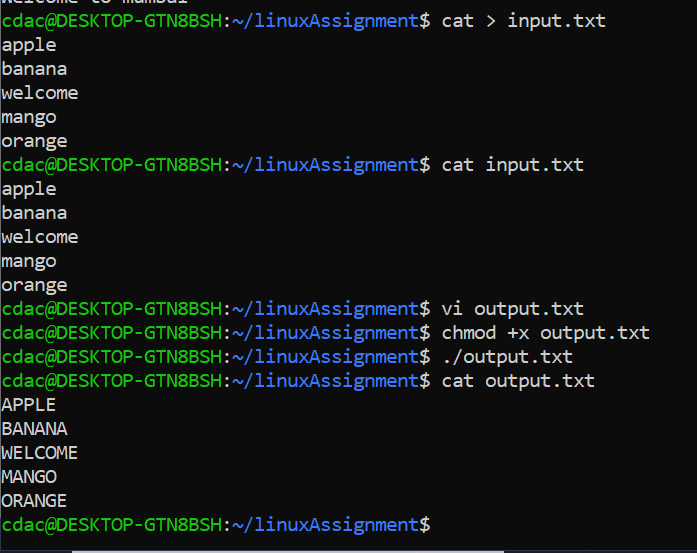 Welcome to mambui
cdac@DESKTOP-GTN8BSH:~/linuxAssignment$ cat > input.txt
apple
banana
welcome
mango
orange
cdac@DESKTOP-GTN8BSH:~/linuxAssignment$ cat input.txt
apple
banana
welcome
mango
orange
cdac@DESKTOP-GTN8BSH:~/linuxAssignment$ vi output.txt
cdac@DESKTOP-GTN8BSH:~/linuxAssignment$ chmod +x output.txt
cdac@DESKTOP-GTN8BSH:~/linuxAssignment$ ./output.txt
cdac@DESKTOP-GTN8BSH:~/linuxAssignment$ cat output.txt
APPLE
BANANA
WELCOME
MANGO
ORANGE
cdac@DESKTOP-GTN8BSH:~/linuxAssignment$